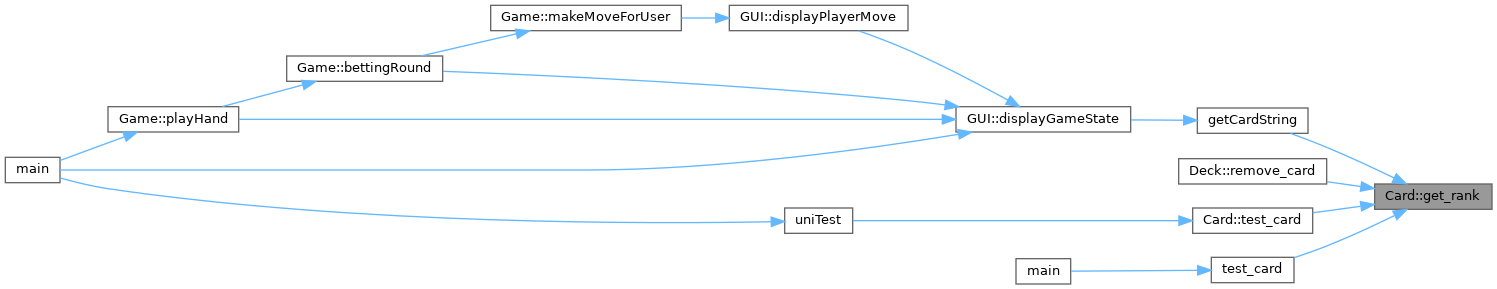 Game::makeMoveForUser
GUI::displayPlayerMove
Game::bettingRound
Game::playHand
GUI::displayGameState
getCardString
main
Deck::remove_card
Card::get_rank
uniTest
Card::test_card
main
test_card